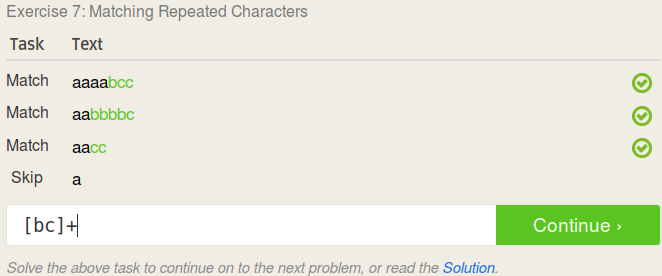 Exercise 7: Matching Repeated Characters
Task Text
Match aaaabcc
Match aabbbbc
Match aacc
Skip a
[bc]+ Continue ›
Solve the above task to continue on to the next problem, or read the Solution.